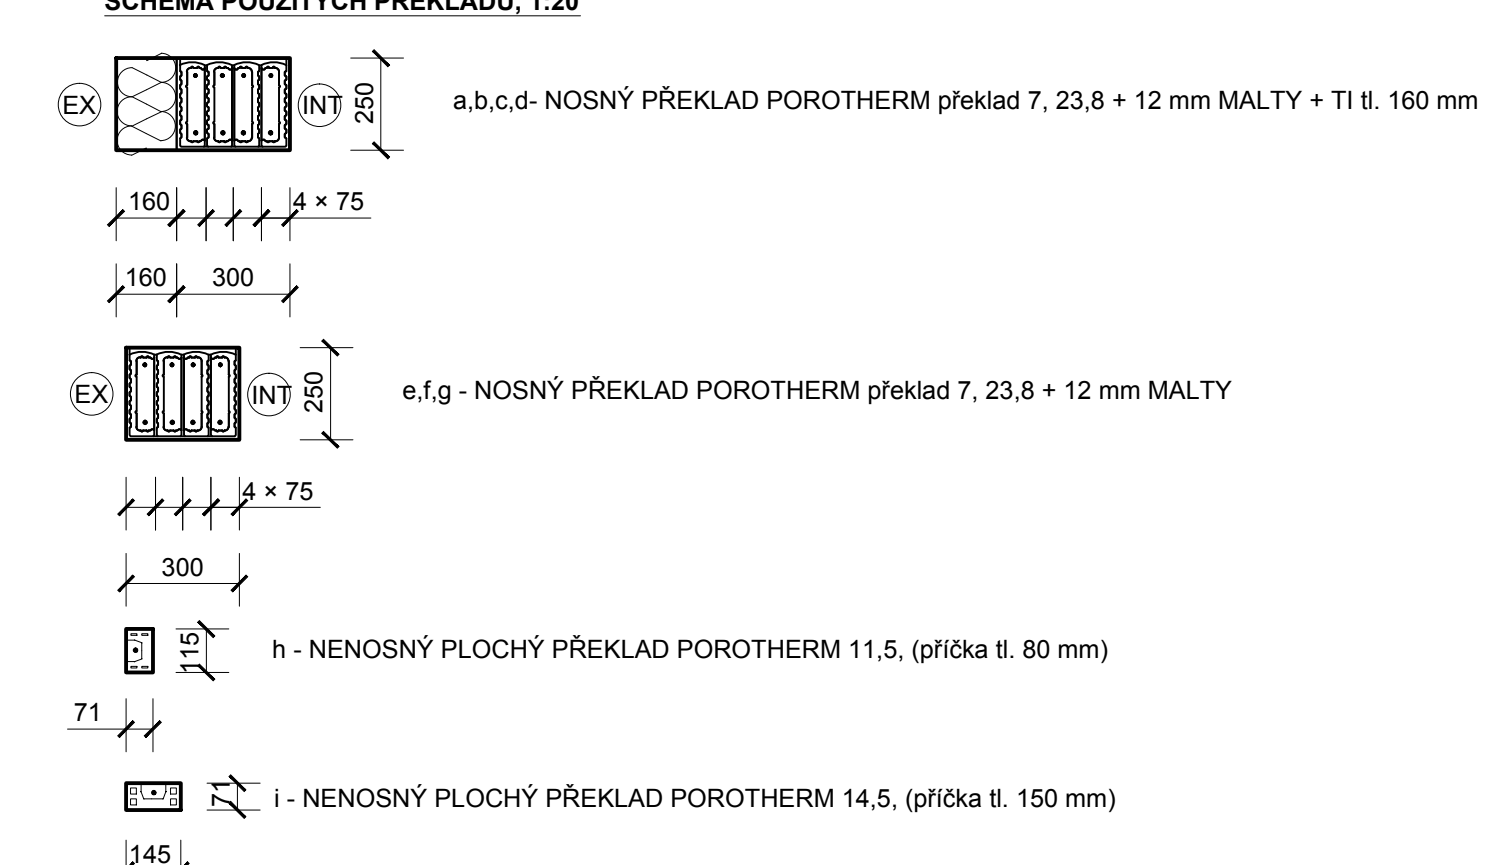 SCHÉMA POUŽITÝCH PŘEKLADŮ, 1:20
EX
INT
250
a,b,c,d- NOSNÝ PŘEKLAD POROTHERM překlad 7, 23,8 + 12 mm MALTY + TI tl. 160 mm
160
4 × 75
160
300
EX
INT
250
e,f,g - NOSNÝ PŘEKLAD POROTHERM překlad 7, 23,8 + 12 mm MALTY
4 × 75
300
115
h - NENOSNÝ PLOCHÝ PŘEKLAD POROTHERM 11,5, (příčka tl. 80 mm)
71
71
i - NENOSNÝ PLOCHÝ PŘEKLAD POROTHERM 14,5, (příčka tl. 150 mm)
145